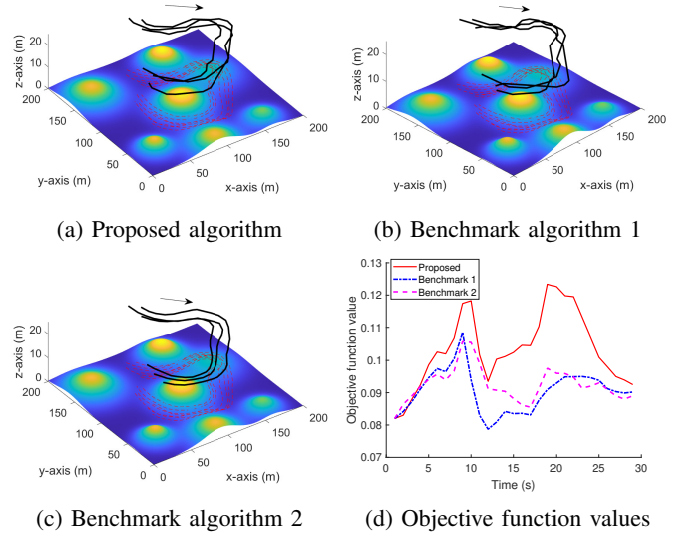 z-axis (m)
20
10
0
200
150
100
50
0
y-axis (m)
0
50
100
150
200
x-axis (m)
(a) Proposed algorithm
z-axis (m)
20
10
0
200
150
100
50
0
y-axis (m)
0
50
100
150
200
x-axis (m)
(b) Benchmark algorithm 1
z-axis (m)
20
10
0
200
150
100
50
0
y-axis (m)
0
50
100
150
200
x-axis (m)
(c) Benchmark algorithm 2
Proposed
Benchmark 1
Benchmark 2
Objective function value
0.13
0.12
0.11
0.1
0.09
0.08
0.07
0
5
10
15
20
25
30
Time (s)
(d) Objective function values